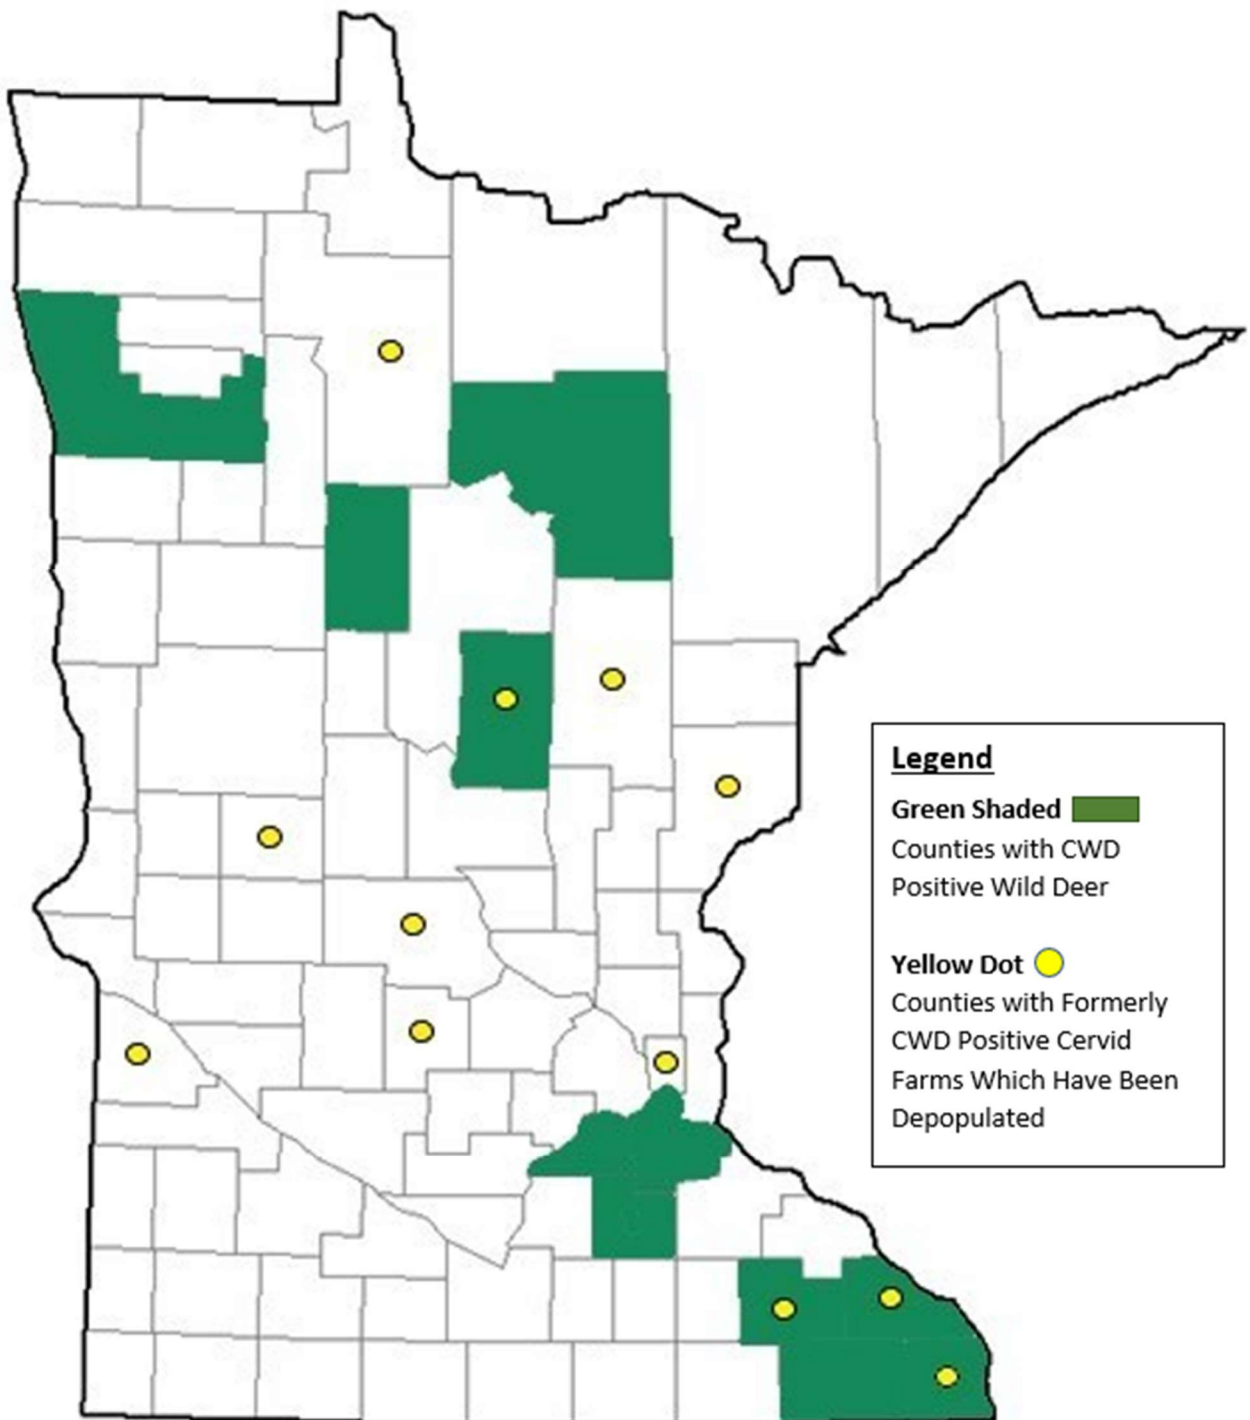 Legend
Green Shaded
Counties with CWD
Positive Wild Deer
Yellow Dot
Counties with Formerly
CWD Positive Cervid
Farms Which Have Been
Depopulated